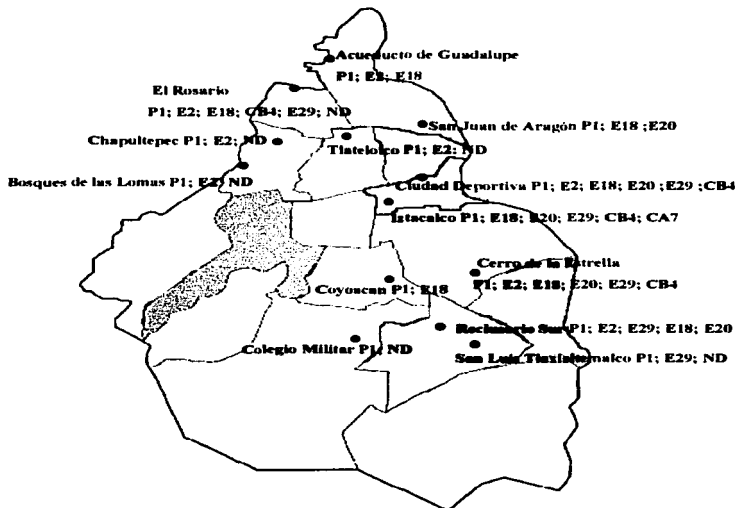 Acueducto de Guadalupe
P1; E2; E18
El Rosario
P1; E2; E18; CB4; E29; ND
San Juan de Aragón P1; E18 ;E20
Chapultepec P1; E2; ND
Tlatelolco P1; E2; ND
Bosques de las Lomas P1; E2; ND
Ciudad Deportiva P1; E2; E18; E20 ;E29 ;CB4
Iztacalco P1; E18; E20; E29; CB4; CA7
Cerro de la Estrella
P1; E2; E18; E20; E29; CB4
Coyoacan P1; E18
Reclusorio Sur P1; E2; E29; E18; E20
Colegio Militar P1; ND
San Luis Tlaxialtemalco P1; E29; ND